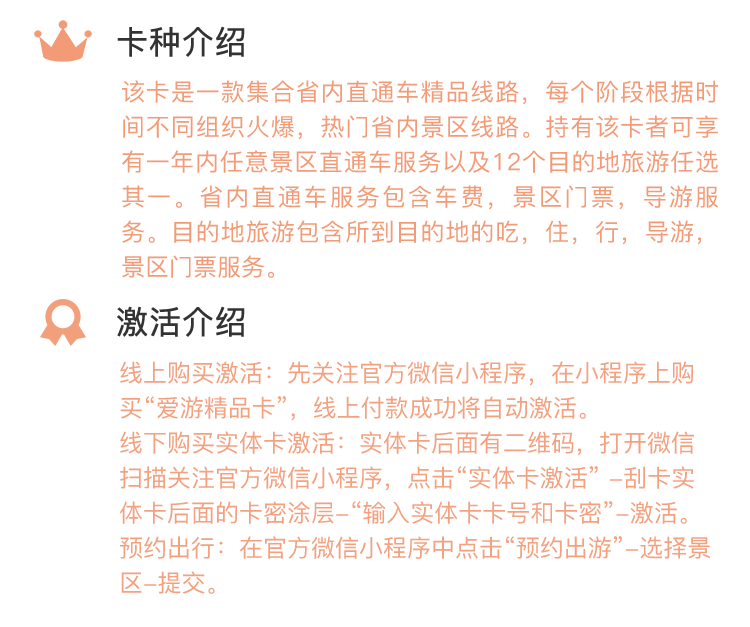 卡种介绍
该卡是一款集合省内直通车精品线路，每个阶段根据时
间不同组织火爆，热门省内景区线路。持有该卡者可享
有一年内任意景区直通车服务以及12个目的地旅游任选
其一。省内直通车服务包含车费，景区门票，导游服
务。目的地旅游包含所到目的地的吃，住，行，导游，
景区门票服务。
激活介绍
线上购买激活：先关注官方微信小程序，在小程序上购
买“爱游精品卡”，线上付款成功将自动激活。
线下购买实体卡激活：实体卡后面有二维码，打开微信
扫描关注官方微信小程序，点击“实体卡激活” –刮卡实
体卡后面的卡密涂层–“输入实体卡卡号和卡密”–激活。
预约出行：在官方微信小程序中点击“预约出游”–选择景
区–提交。